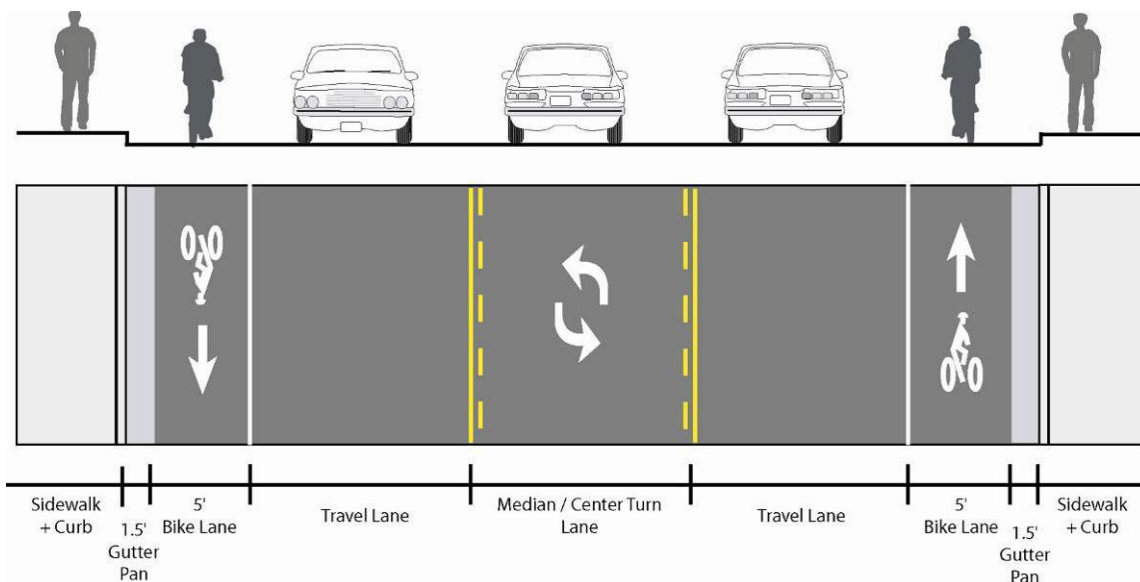 Sidewalk
+ Curb
1.5'
Gutter
Pan
5'
Bike Lane
Travel Lane
Median / Center Turn
Lane
Travel Lane
5'
Bike Lane
1.5'
Gutter
Pan
Sidewalk
+ Curb